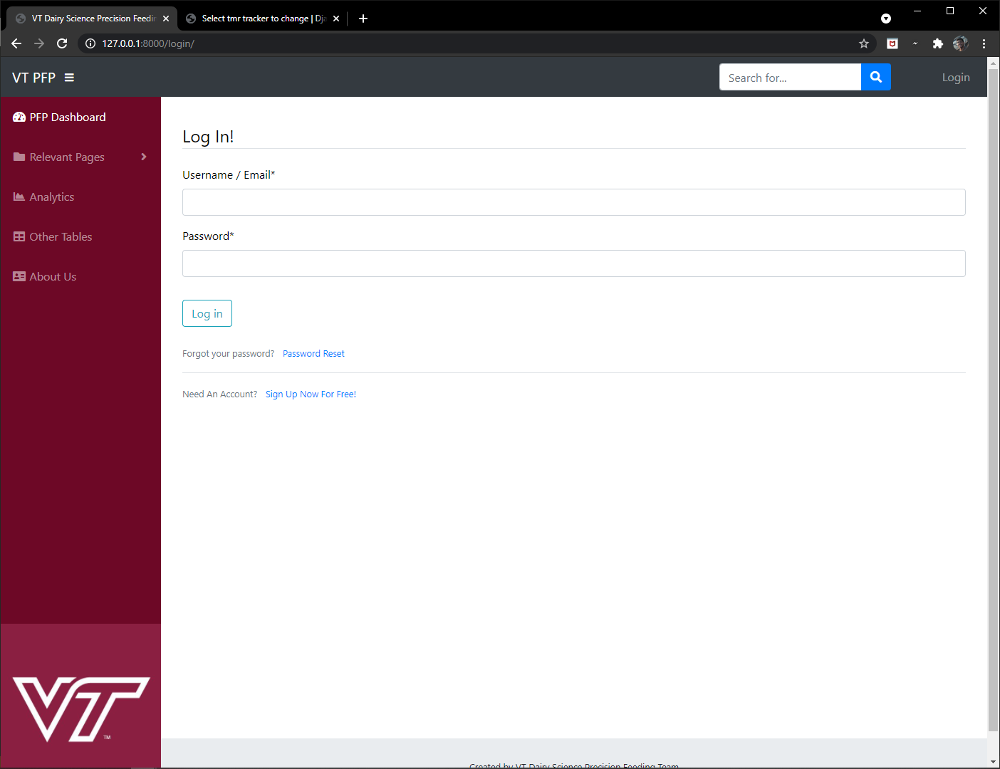 VT Dairy Science Precision Feedin
Select tmr tracker to change | Dja
127.0.0.1:8000/login/
VT PFP
Search for...
Login
PFP Dashboard
Relevant Pages
Analytics
Other Tables
About Us
Log In!
Username / Email*
Password*
Log in
Forgot your password? Password Reset
Need An Account? Sign Up Now For Free!
VT
TM
Created by VT Dairy Science Precision Feeding Team